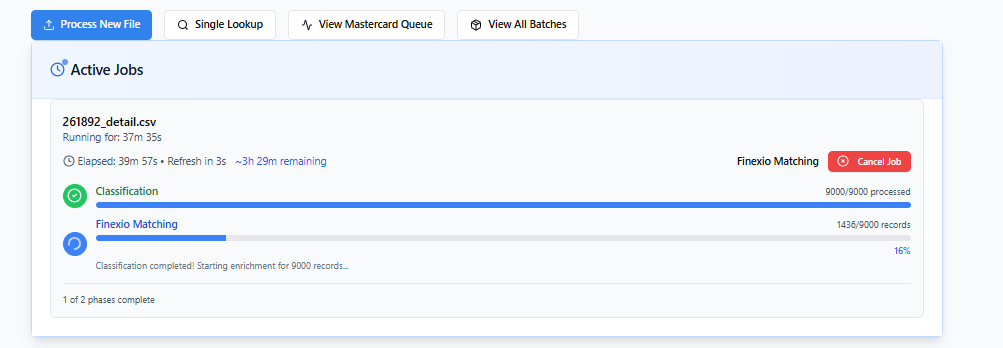 Process New File
Single Lookup
View Mastercard Queue
View All Batches
Active Jobs
261892_detail.csv
Running for: 37m 35s
Elapsed: 39m 57s • Refresh in 3s ~3h 29m remaining
Finexio Matching
Cancel Job
Classification
9000/9000 processed
Finexio Matching
1436/9000 records
16%
Classification completed! Starting enrichment for 9000 records...
1 of 2 phases complete